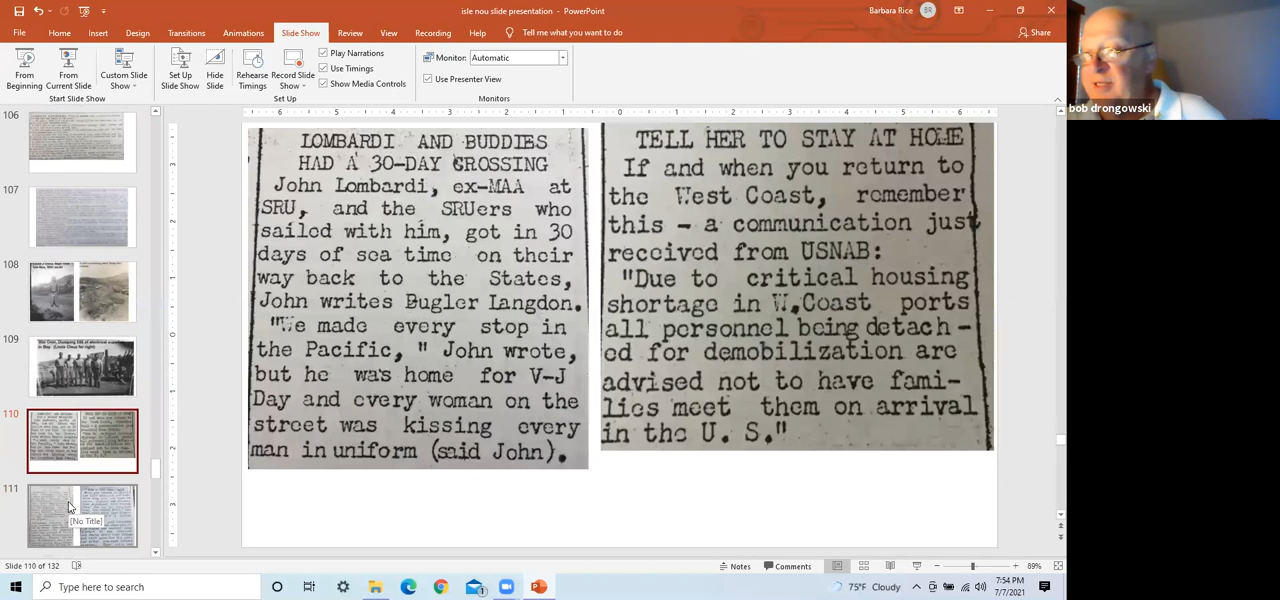 isle nou slide presentation - PowerPoint
Barbara Rice
BR
File Home Insert Design Transitions Animations Slide Show Review View Recording Help Tell me what you want to do
Share
From Beginning
From Current Slide
Custom Slide Show
Set Up Slide Show
Hide Slide
Rehearse Timings
Record Slide Show
Play Narrations
Use Timings
Show Media Controls
Monitor: Automatic
Use Presenter View
Start Slide Show
Set Up
Monitors
bob drongowski
106
107
108
109
110
111
[No Title]
LOMBARDI AND BUDDIES
HAD A 30-DAY CROSSING
John Lombardi, ex-MAA at
SRU, and the SRUers who
sailed with him, got in 30
days of sea time on their
way back to the States,
John writes Bugler Langdon.
"We made every stop in
the Pacific, " John wrote,
but he was home for V-J
Day and every woman on the
street was kissing every
man in uniform (said John).
TELL HER TO STAY AT HOME
If and when you return to
the West Coast, remember
this - a communication just
received from USNAB:
"Due to critical housing
shortage in W.Coast ports
all personnel being detach -
ed for demobilization are
advised not to have fami-
lies meet them on arrival
in the U. S."
Slide 110 of 132
Notes
Comments
89%
Type here to search
75°F Cloudy
7:54 PM
7/7/2021